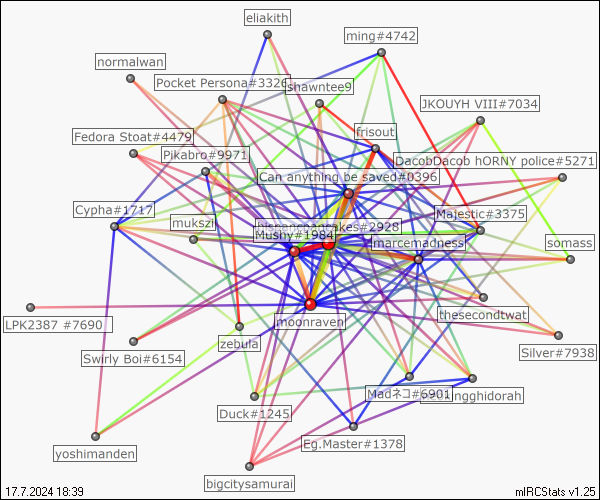 eliakith
ming#4742
normalwan
Pocket Persona#3326
shawntee9
JKOUYH VIII#7034
frisout
Fedora Stoat#4479
Pikabro#9971
DacobDacob hORNY police#5271
Can anything be saved#0396
Cypha#1717
mukszi
Majestic#3375
#2928
Mushy#1984
marcemadness
somass
thesecondtwat
LPK2387 #7690
moonraven
zebula
Swirly Boi#6154
Silver#7938
Madネコ#6901
ngghidorah
Duck#1245
Eg.Master#1378
yoshimanden
bigcitysamurai
17.7.2024 18:39
mIRCStats v1.25